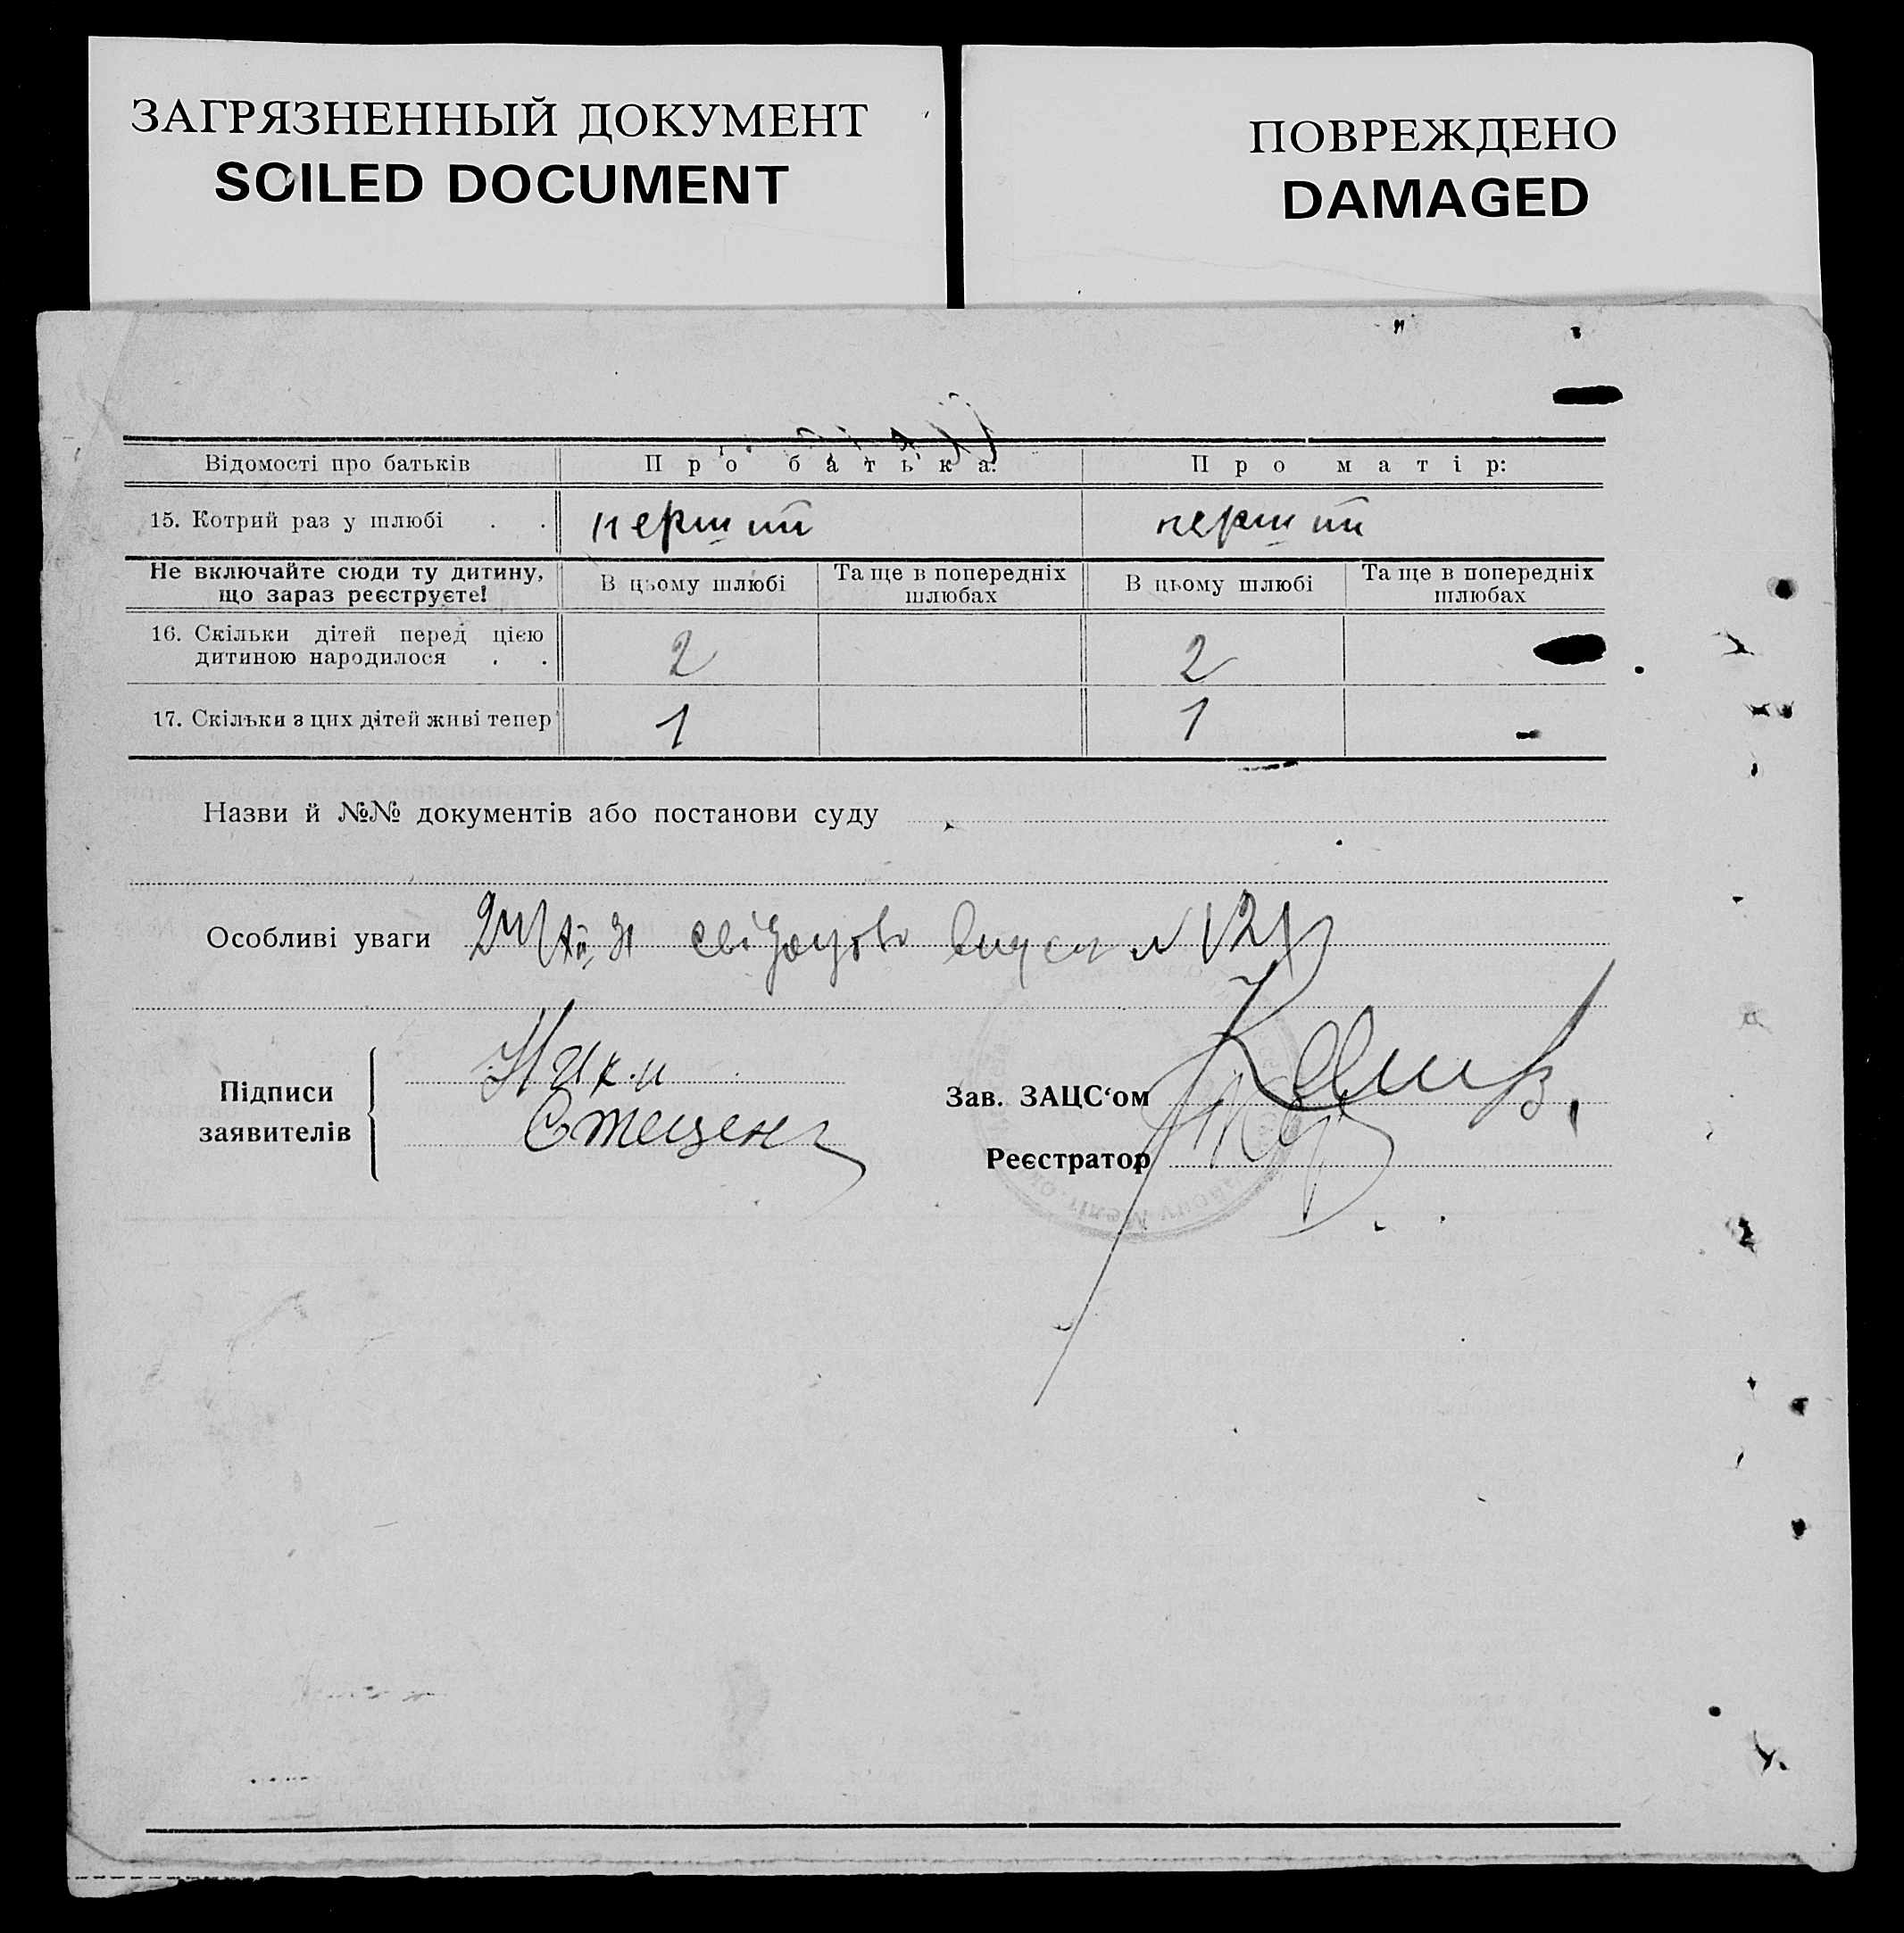 ЗАГРЯЗНЕННЫЙ ДОКУМЕНТ
SOILED DOCUMENT
ПОВРЕЖДЕНО
DAMAGED
Відомості про батьків Про батька: Про матір:
15. Котрий раз у шлюбі . . перший перший
Не включайте сюди ту дитину, що зараз реєструєте! В цьому шлюбі Та ще в попередніх шлюбах В цьому шлюбі Та ще в попередніх шлюбах
16. Скільки дітей перед цією
дитиною народилося . . 2 2
17. Скільки з цих дітей живі тепер 1 1
Назви й №№ документів або постанови суду
Особливі уваги
Підписи
заявителів
Зав. ЗАЦС‘ом
Реєстратор